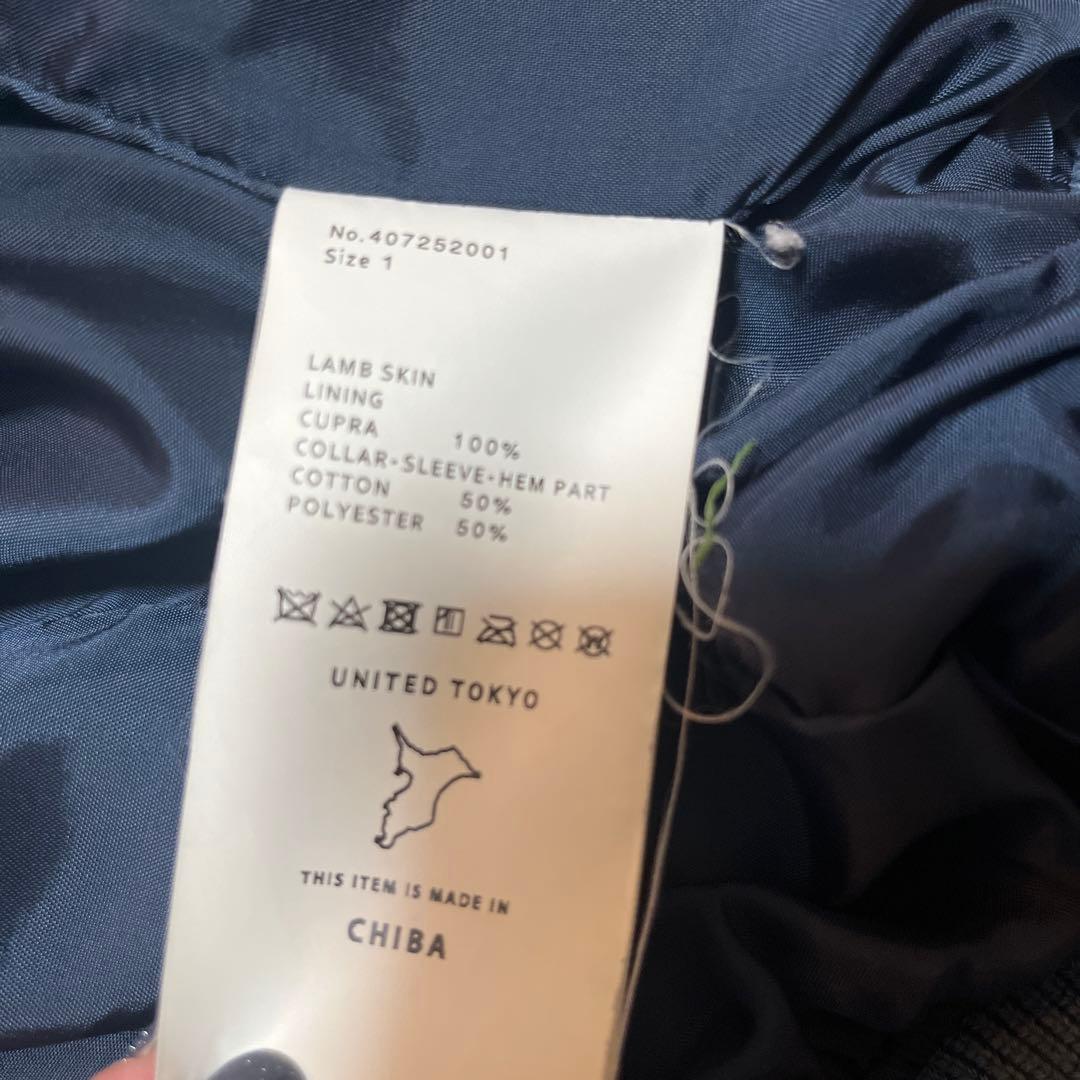 No.407252001
Size 1
LAMB SKIN
LINING
CUPRA 100%
COLLAR・SLEEVE・HEM PART
COTTON 50%
POLYESTER 50%
UNITED TOKYO
THIS ITEM IS MADE IN
CHIBA